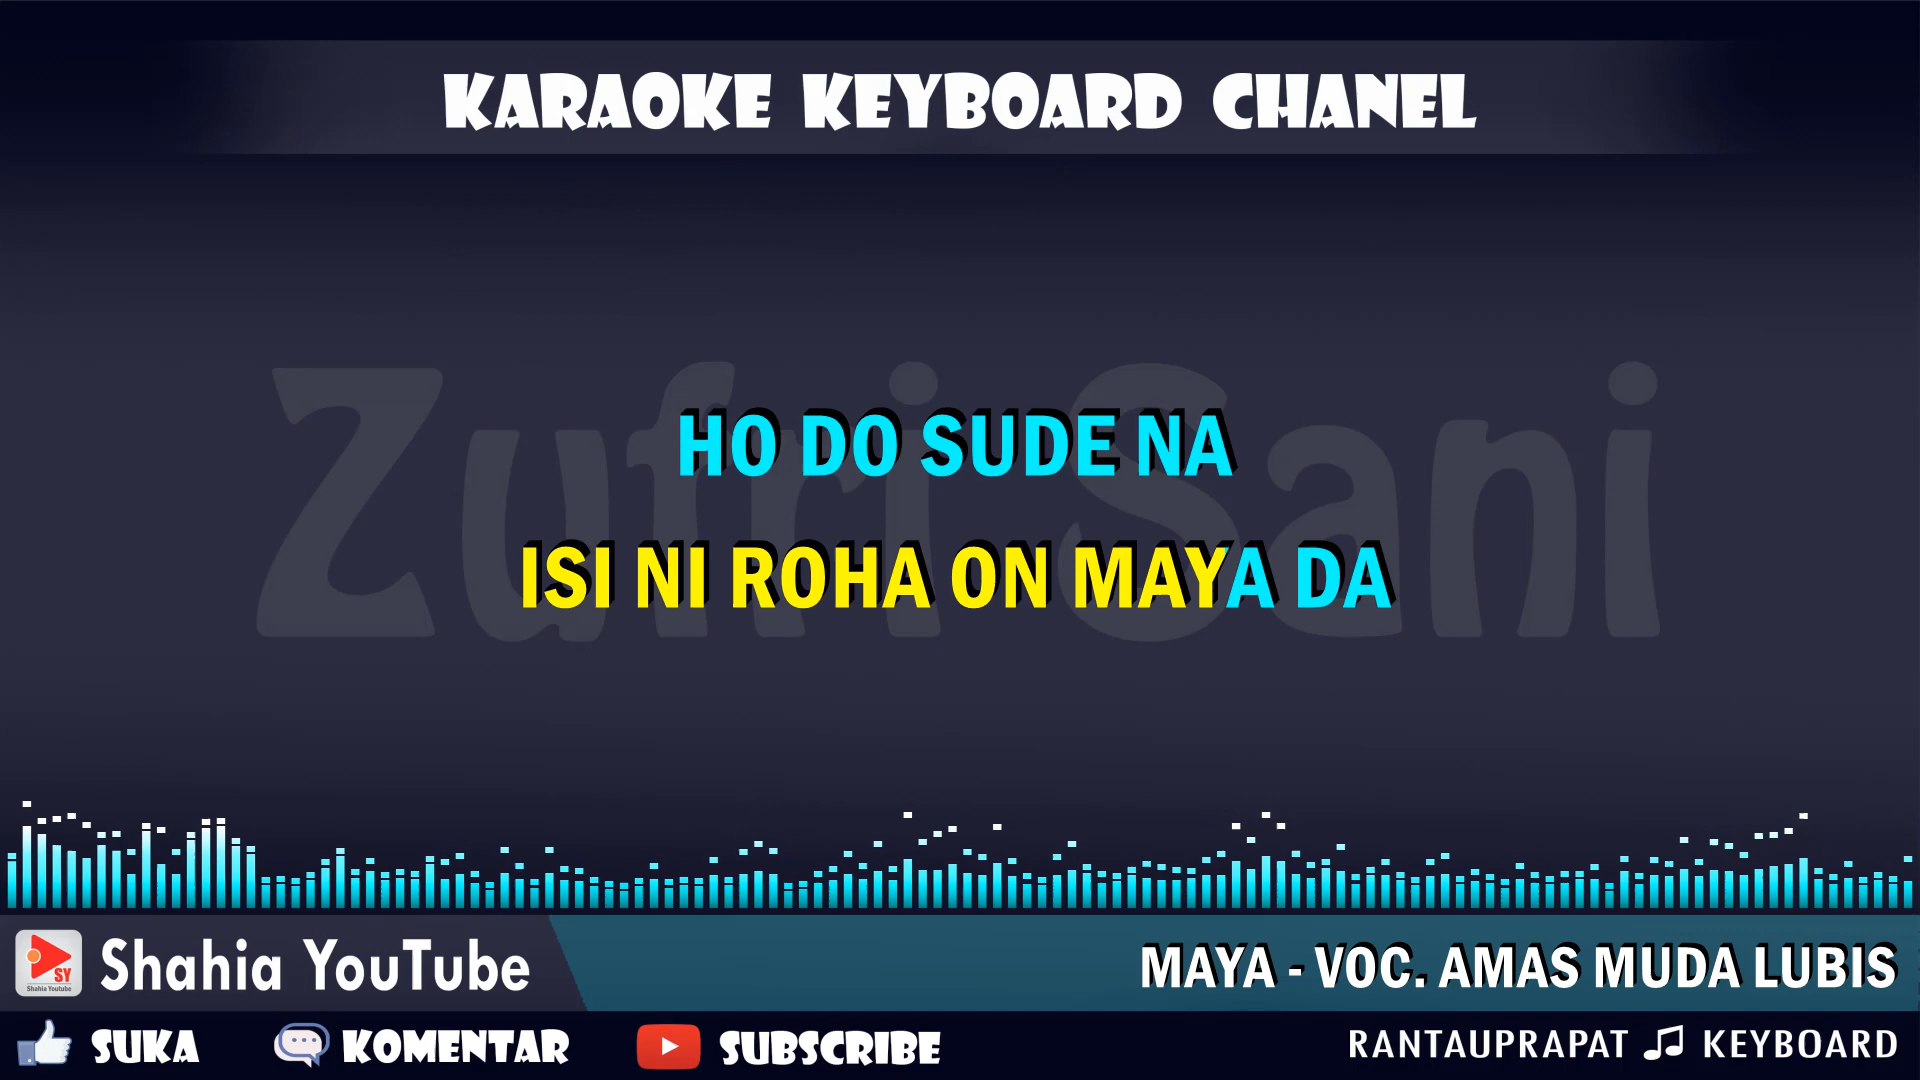 KARAOKE KEYBOARD CHANEL
Zufri Sani
HO DO SUDE NA
ISI NI ROHA ON MAYA DA
SY
Shahia Youtube
Shahia YouTube
MAYA - VOC. AMAS MUDA LUBIS
SUKA
KOMENTAR
SUBSCRIBE
RANTAUPRAPAT KEYBOARD